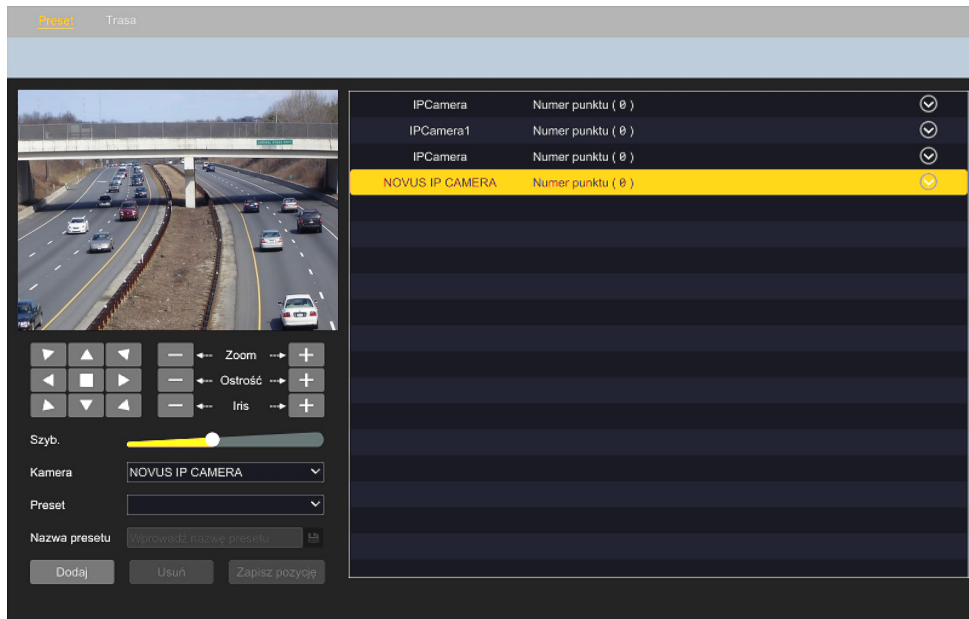 Preset Trasa
IPCamera Numer punktu ( 0 )
IPCamera1 Numer punktu ( 0 )
IPCamera Numer punktu ( 0 )
NOVUS IP CAMERA Numer punktu ( 0 )
Zoom
Ostrość
Iris
Szyb.
Kamera NOVUS IP CAMERA
Preset
Nazwa presetu Wprowadź nazwę presetu
Dodaj Usuń Zapisz pozycję